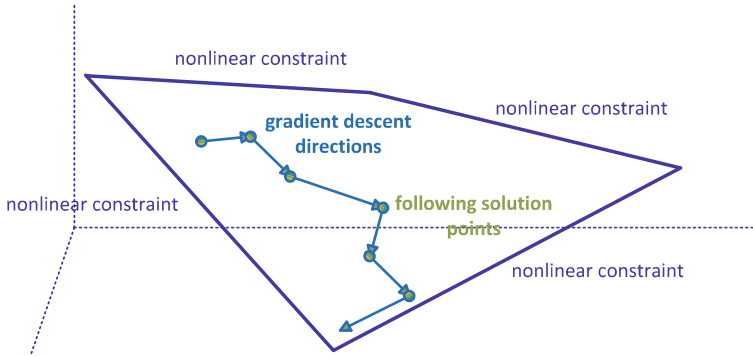 nonlinear constraint
nonlinear constraint
gradient descent
directions
nonlinear constraint
following solution
points
nonlinear constraint